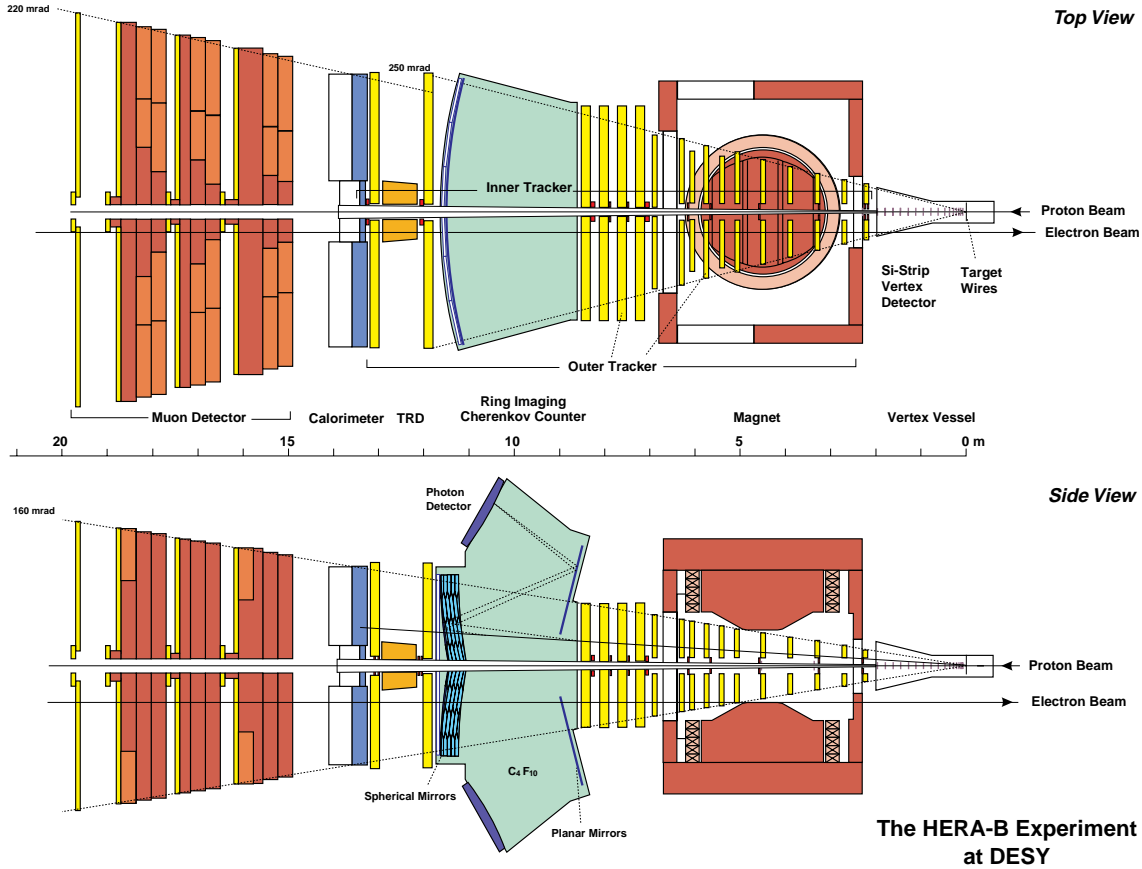 220 mrad
Top View
250 mrad
Inner Tracker
Proton Beam
Electron Beam
Si-Strip
Vertex
Detector
Target
Wires
Outer Tracker
Muon Detector
Calorimeter
TRD
Ring Imaging
Cherenkov Counter
Magnet
Vertex Vessel
20
15
10
5
0 m
Side View
160 mrad
Photon
Detector
Proton Beam
Electron Beam
C4 F10
Spherical Mirrors
Planar Mirrors
The HERA-B Experiment
at DESY